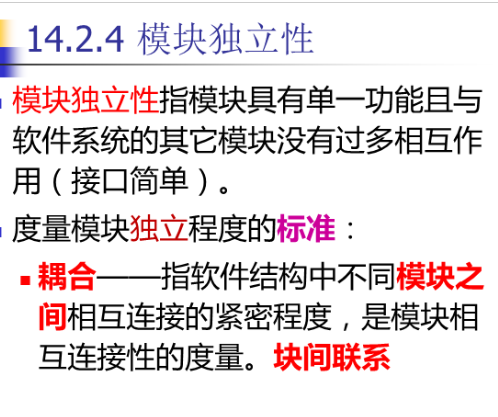 14.2.4 模块独立性
模块独立性指模块具有单一功能且与
软件系统的其它模块没有过多相互作
用（接口简单）。
度量模块独立程度的标准：
耦合——指软件结构中不同模块之
间相互连接的紧密程度，是模块相
互连接性的度量。块间联系